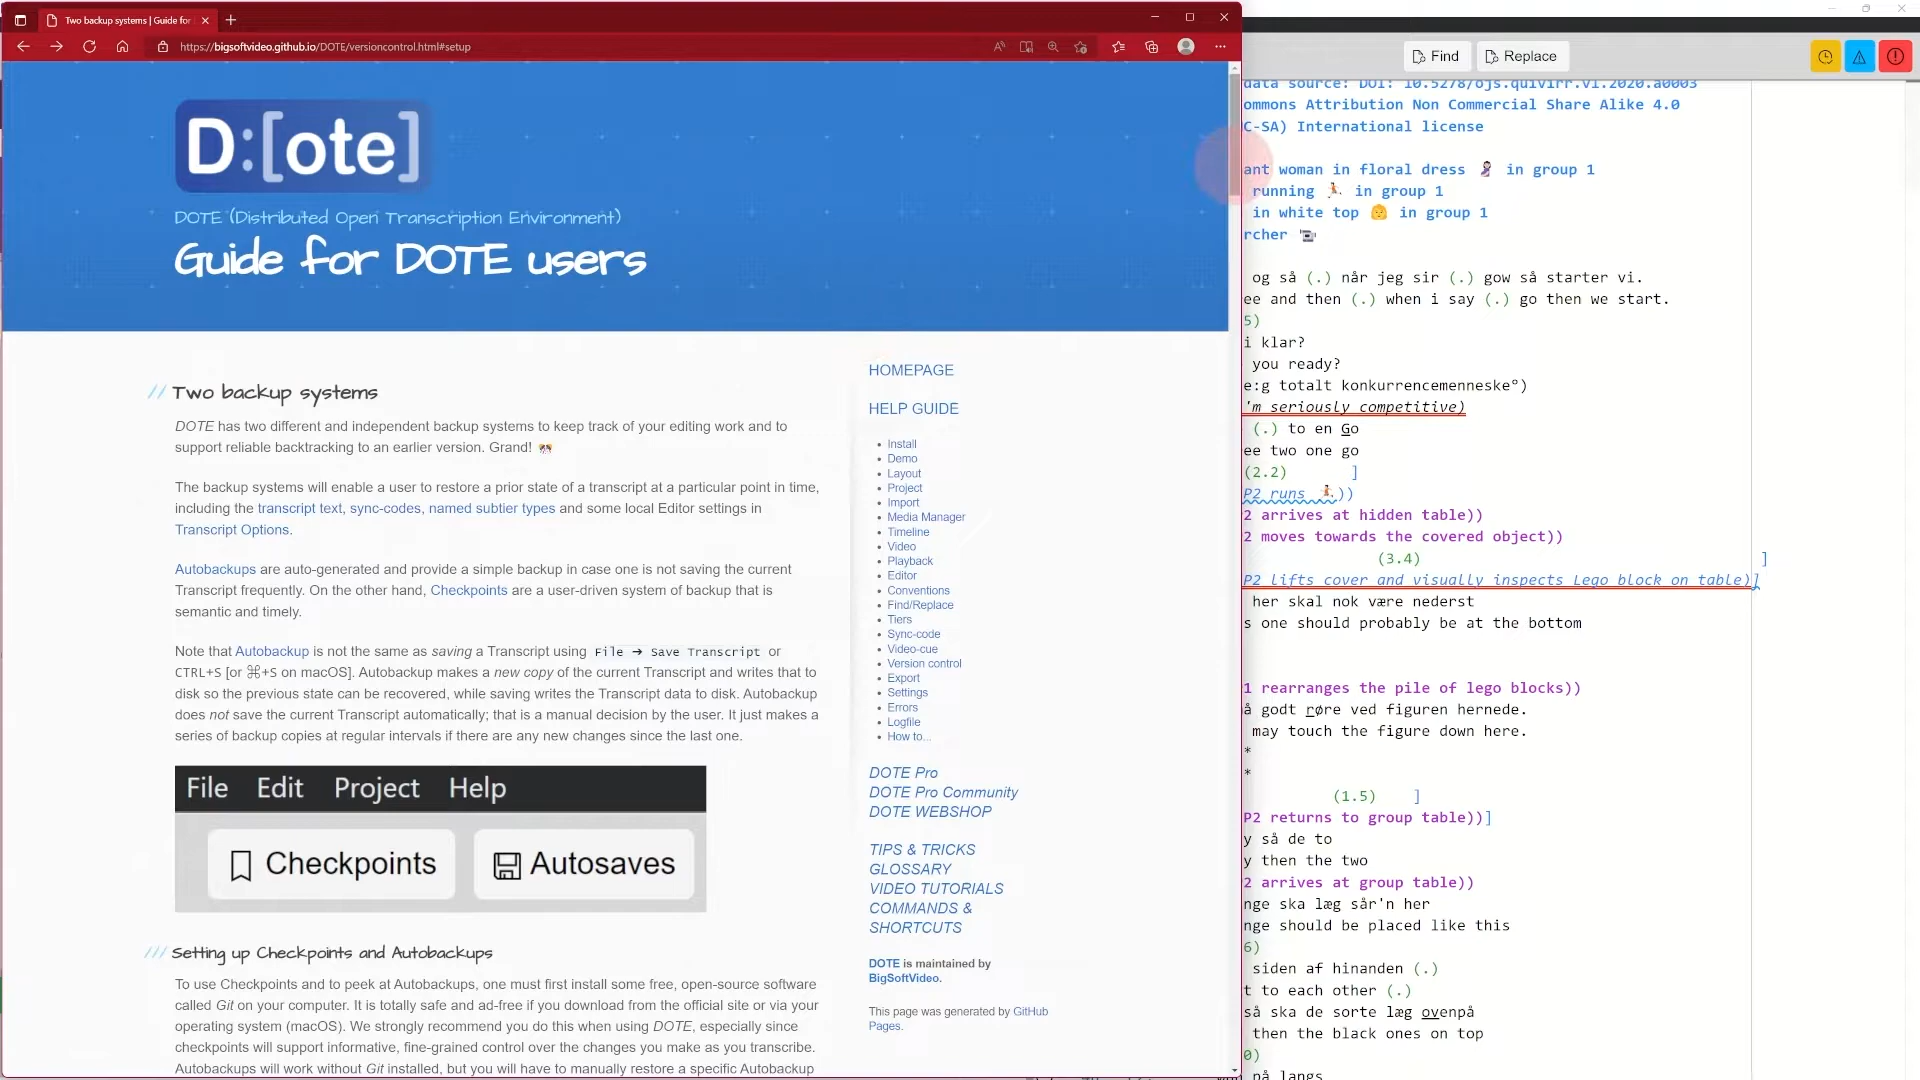 Two backup systems | Guide for
https://bigsoftvideo.github.io/DOTE/versioncontrol.html#setup
D:[ote]
DOTE (Distributed Open Transcription Environment)
Guide for DOTE users
// Two backup systems
DOTE has two different and independent backup systems to keep track of your editing work and to
support reliable backtracking to an earlier version. Grand! 🎊
The backup systems will enable a user to restore a prior state of a transcript at a particular point in time,
including the transcript text, sync-codes, named subtier types and some local Editor settings in
Transcript Options.
Autobackups are auto-generated and provide a simple backup in case one is not saving the current
Transcript frequently. On the other hand, Checkpoints are a user-driven system of backup that is
semantic and timely.
Note that Autobackup is not the same as saving a Transcript using File → Save Transcript or
CTRL+S [or ⌘+S on macOS]. Autobackup makes a new copy of the current Transcript and writes that to
disk so the previous state can be recovered, while saving writes the Transcript data to disk. Autobackup
does not save the current Transcript automatically; that is a manual decision by the user. It just makes a
series of backup copies at regular intervals if there are any new changes since the last one.
File Edit Project Help
Checkpoints Autosaves
/// Setting up Checkpoints and Autobackups
To use Checkpoints and to peek at Autobackups, one must first install some free, open-source software
called Git on your computer. It is totally safe and ad-free if you download from the official site or via your
operating system (macOS). We strongly recommend you do this when using DOTE, especially since
checkpoints will support informative, fine-grained control over the changes you make as you transcribe.
Autobackups will work without Git installed, but you will have to manually restore a specific Autobackup
HOMEPAGE
HELP GUIDE
Install
Demo
Layout
Project
Import
Media Manager
Timeline
Video
Playback
Editor
Conventions
Find/Replace
Tiers
Sync-code
Video-cue
Version control
Export
Settings
Errors
Logfile
How to...
DOTE Pro
DOTE Pro Community
DOTE WEBSHOP
TIPS & TRICKS
GLOSSARY
VIDEO TUTORIALS
COMMANDS &
SHORTCUTS
DOTE is maintained by
BigSoftVideo.
This page was generated by GitHub
Pages.
Find Replace
data source: DOI: 10.5278/ojs.quivirr.v1.2020.a0003
ommons Attribution Non Commercial Share Alike 4.0
C-SA) International license
ant woman in floral dress in group 1
running in group 1
in white top in group 1
rcher
og så (.) når jeg sir (.) gow så starter vi.
ee and then (.) when i say (.) go then we start.
5)
i klar?
you ready?
e:g totalt konkurrencemenneske°)
'm seriously competitive)
(.) to en Go
ee two one go
(2.2) ]
P2 runs 🏃))
2 arrives at hidden table))
2 moves towards the covered object))
(3.4) ]
P2 lifts cover and visually inspects Lego block on table)]
her skal nok være nederst
s one should probably be at the bottom
1 rearranges the pile of lego blocks))
å godt røre ved figuren hernede.
may touch the figure down here.
*
*
(1.5) ]
P2 returns to group table))]
y så de to
y then the two
2 arrives at group table))
nge ska læg sår'n her
nge should be placed like this
6)
siden af hinanden (.)
t to each other (.)
så ska de sorte læg ovenpå
then the black ones on top
0)
på langs